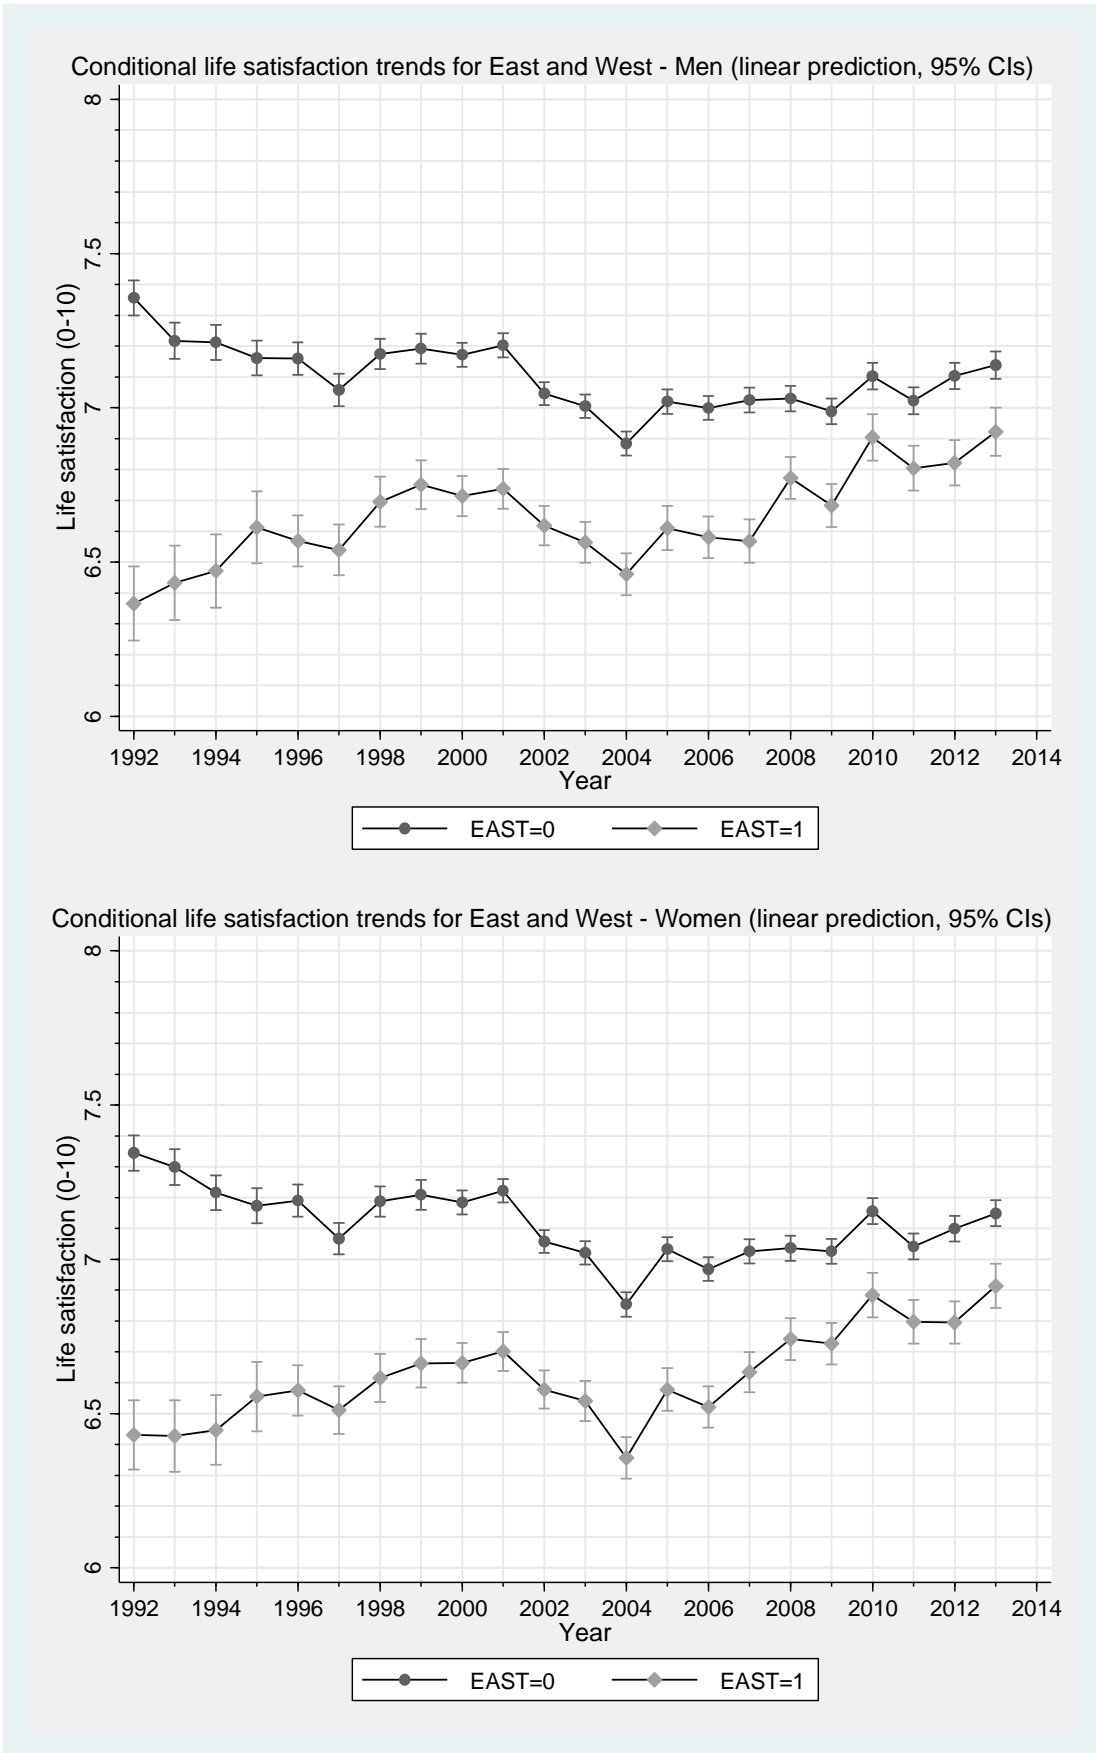 Conditional life satisfaction trends for East and West - Men (linear prediction, 95% CIs)
8
7.5
7
6.5
6
Life satisfaction (0-10)
1992 1994 1996 1998 2000 2002 2004 2006 2008 2010 2012 2014
Year
EAST=0 EAST=1
Conditional life satisfaction trends for East and West - Women (linear prediction, 95% CIs)
8
7.5
7
6.5
6
Life satisfaction (0-10)
1992 1994 1996 1998 2000 2002 2004 2006 2008 2010 2012 2014
Year
EAST=0 EAST=1